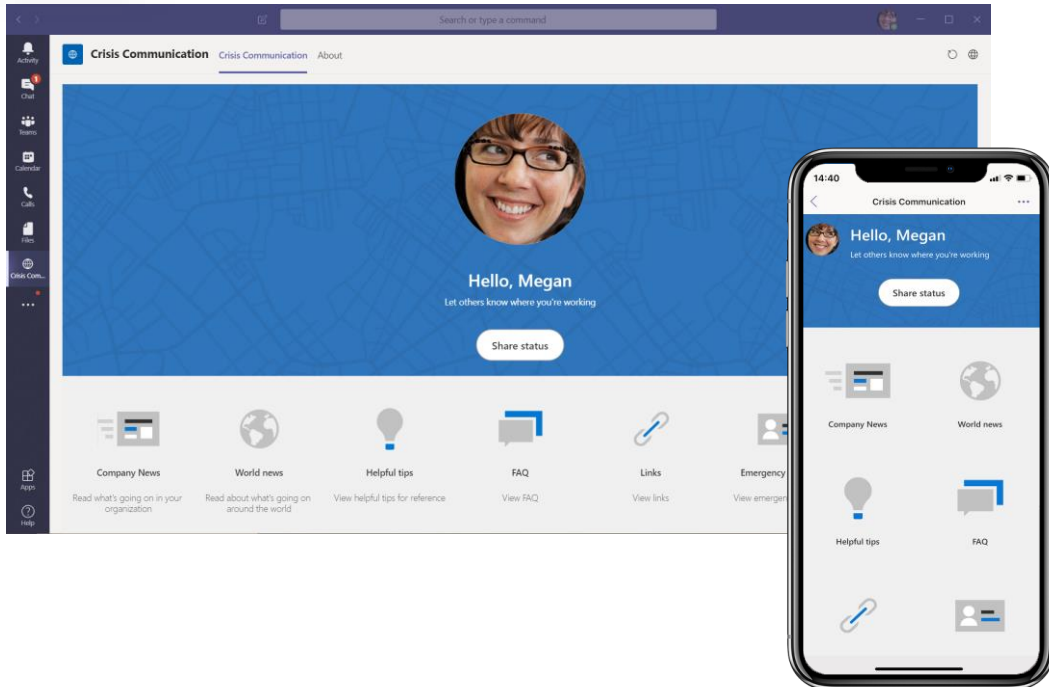 Search or type a command
Activity
Crisis Communication
Crisis Communication
About
1
Chat
Teams
Calendar
Calls
Files
Crisis Com...
Apps
Help
Hello, Megan
Let others know where you're working
Share status
Company News
Read what's going on in your
organization
World news
Read about what's going on
around the world
Helpful tips
View helpful tips for reference
FAQ
View FAQ
Links
View links
Emergency
View emergen
14:40
Crisis Communication
Hello, Megan
Let others know where you're working
Share status
Company News
World news
Helpful tips
FAQ